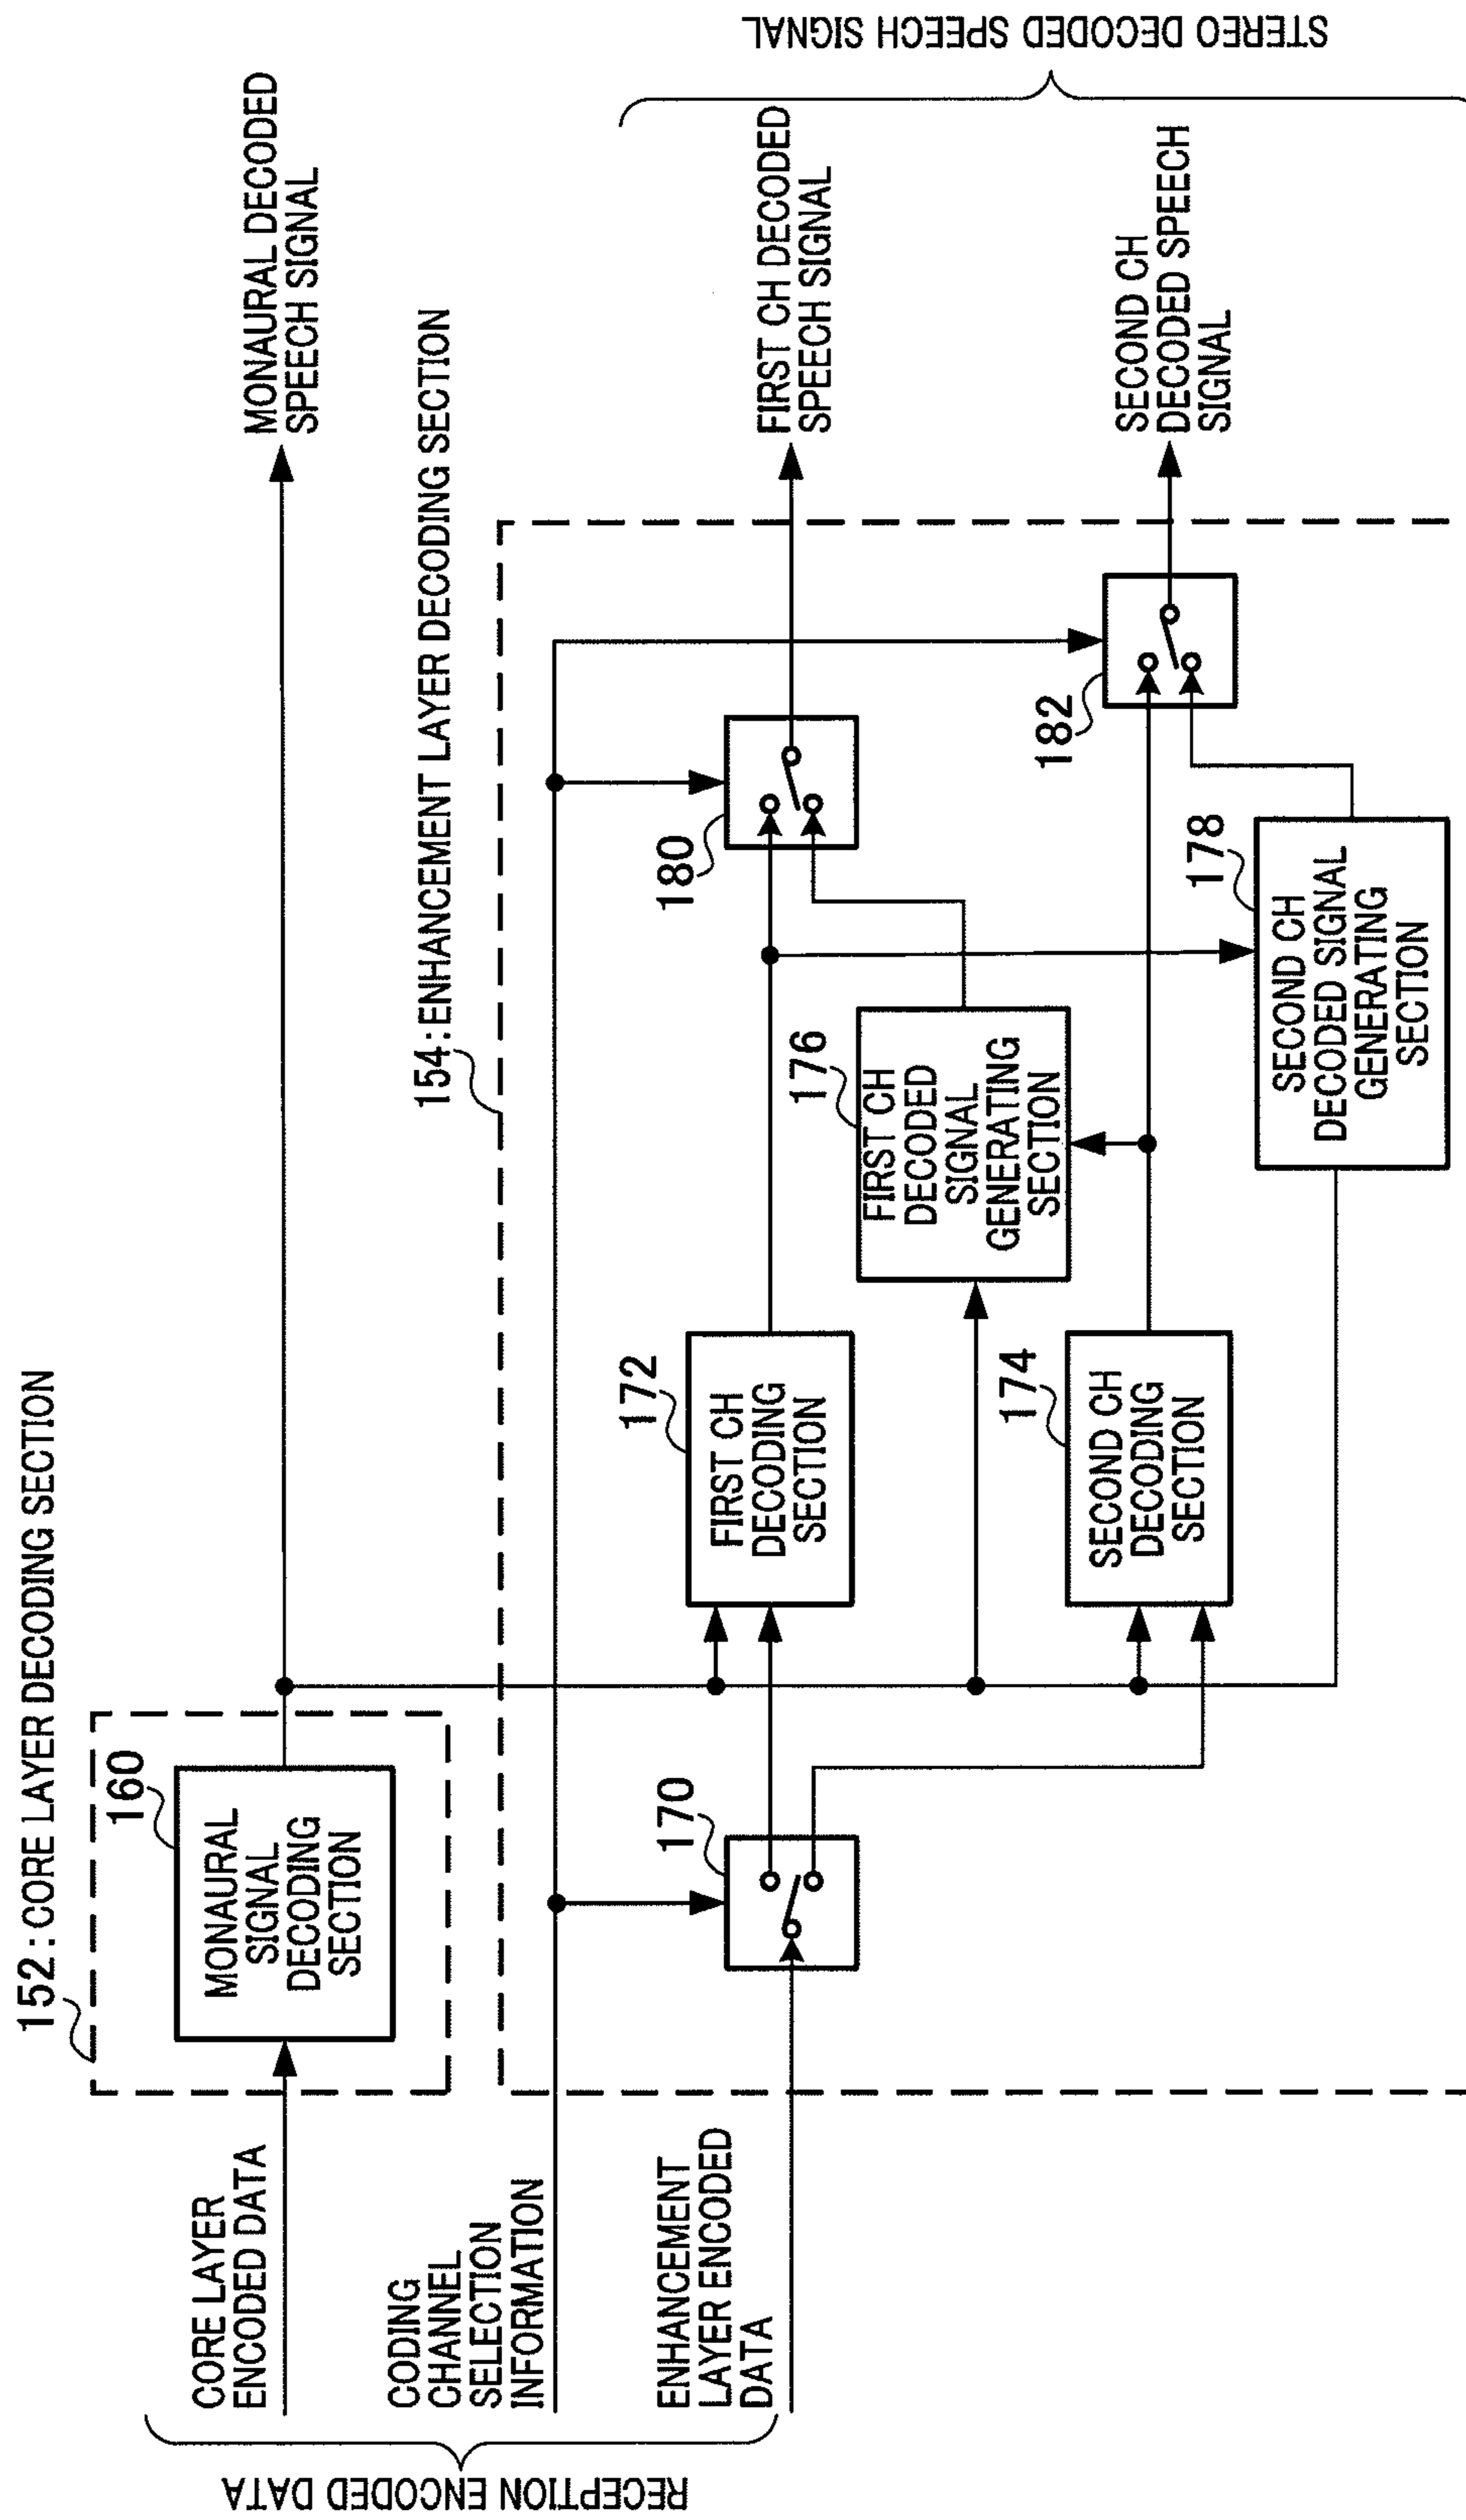 152:CORE LAYER DECODING SECTION
160
MONAURAL
SIGNAL
DECODING
SECTION
CORE LAYER
ENCODED DATA
MONAURAL DECODED
SPEECH SIGNAL
CODING
CHANNEL
SELECTION
INFORMATION
154:ENHANCEMENT LAYER DECODING SECTION
ENHANCEMENT
LAYER ENCODED
DATA
RECEPTION ENCODED DATA
170
172
FIRST CH
DECODING
SECTION
180
FIRST CH DECODED
SPEECH SIGNAL
176
FIRST CH
DECODED
SIGNAL
GENERATING
SECTION
174
SECOND CH
DECODING
SECTION
182
SECOND CH
DECODED SPEECH
SIGNAL
178
SECOND CH
DECODED SIGNAL
GENERATING
SECTION
STEREO DECODED SPEECH SIGNAL